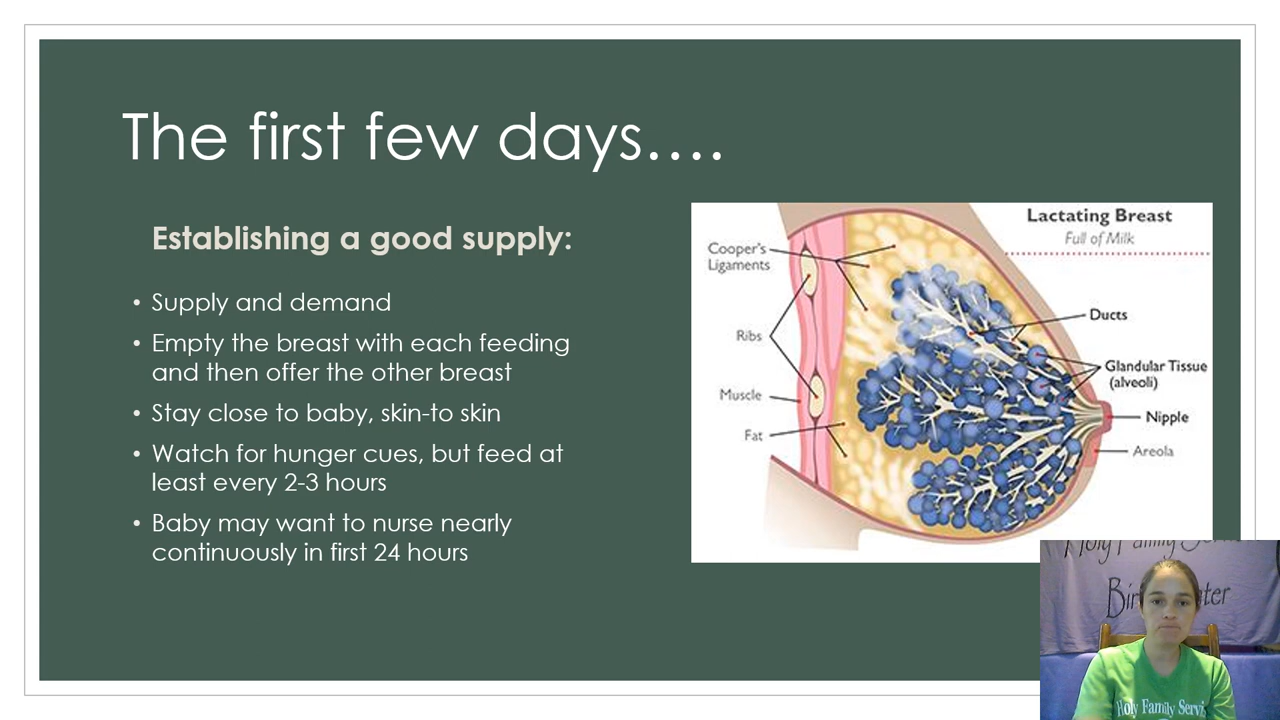 The first few days....
Establishing a good supply:
• Supply and demand
• Empty the breast with each feeding
and then offer the other breast
• Stay close to baby, skin-to skin
• Watch for hunger cues, but feed at
least every 2-3 hours
• Baby may want to nurse nearly
continuously in first 24 hours
Lactating Breast
Full of Milk
Cooper's
Ligaments
Ducts
Ribs
Glandular Tissue
(alveoli)
Muscle
Nipple
Fat
Areola
Holy Family
Holy Family